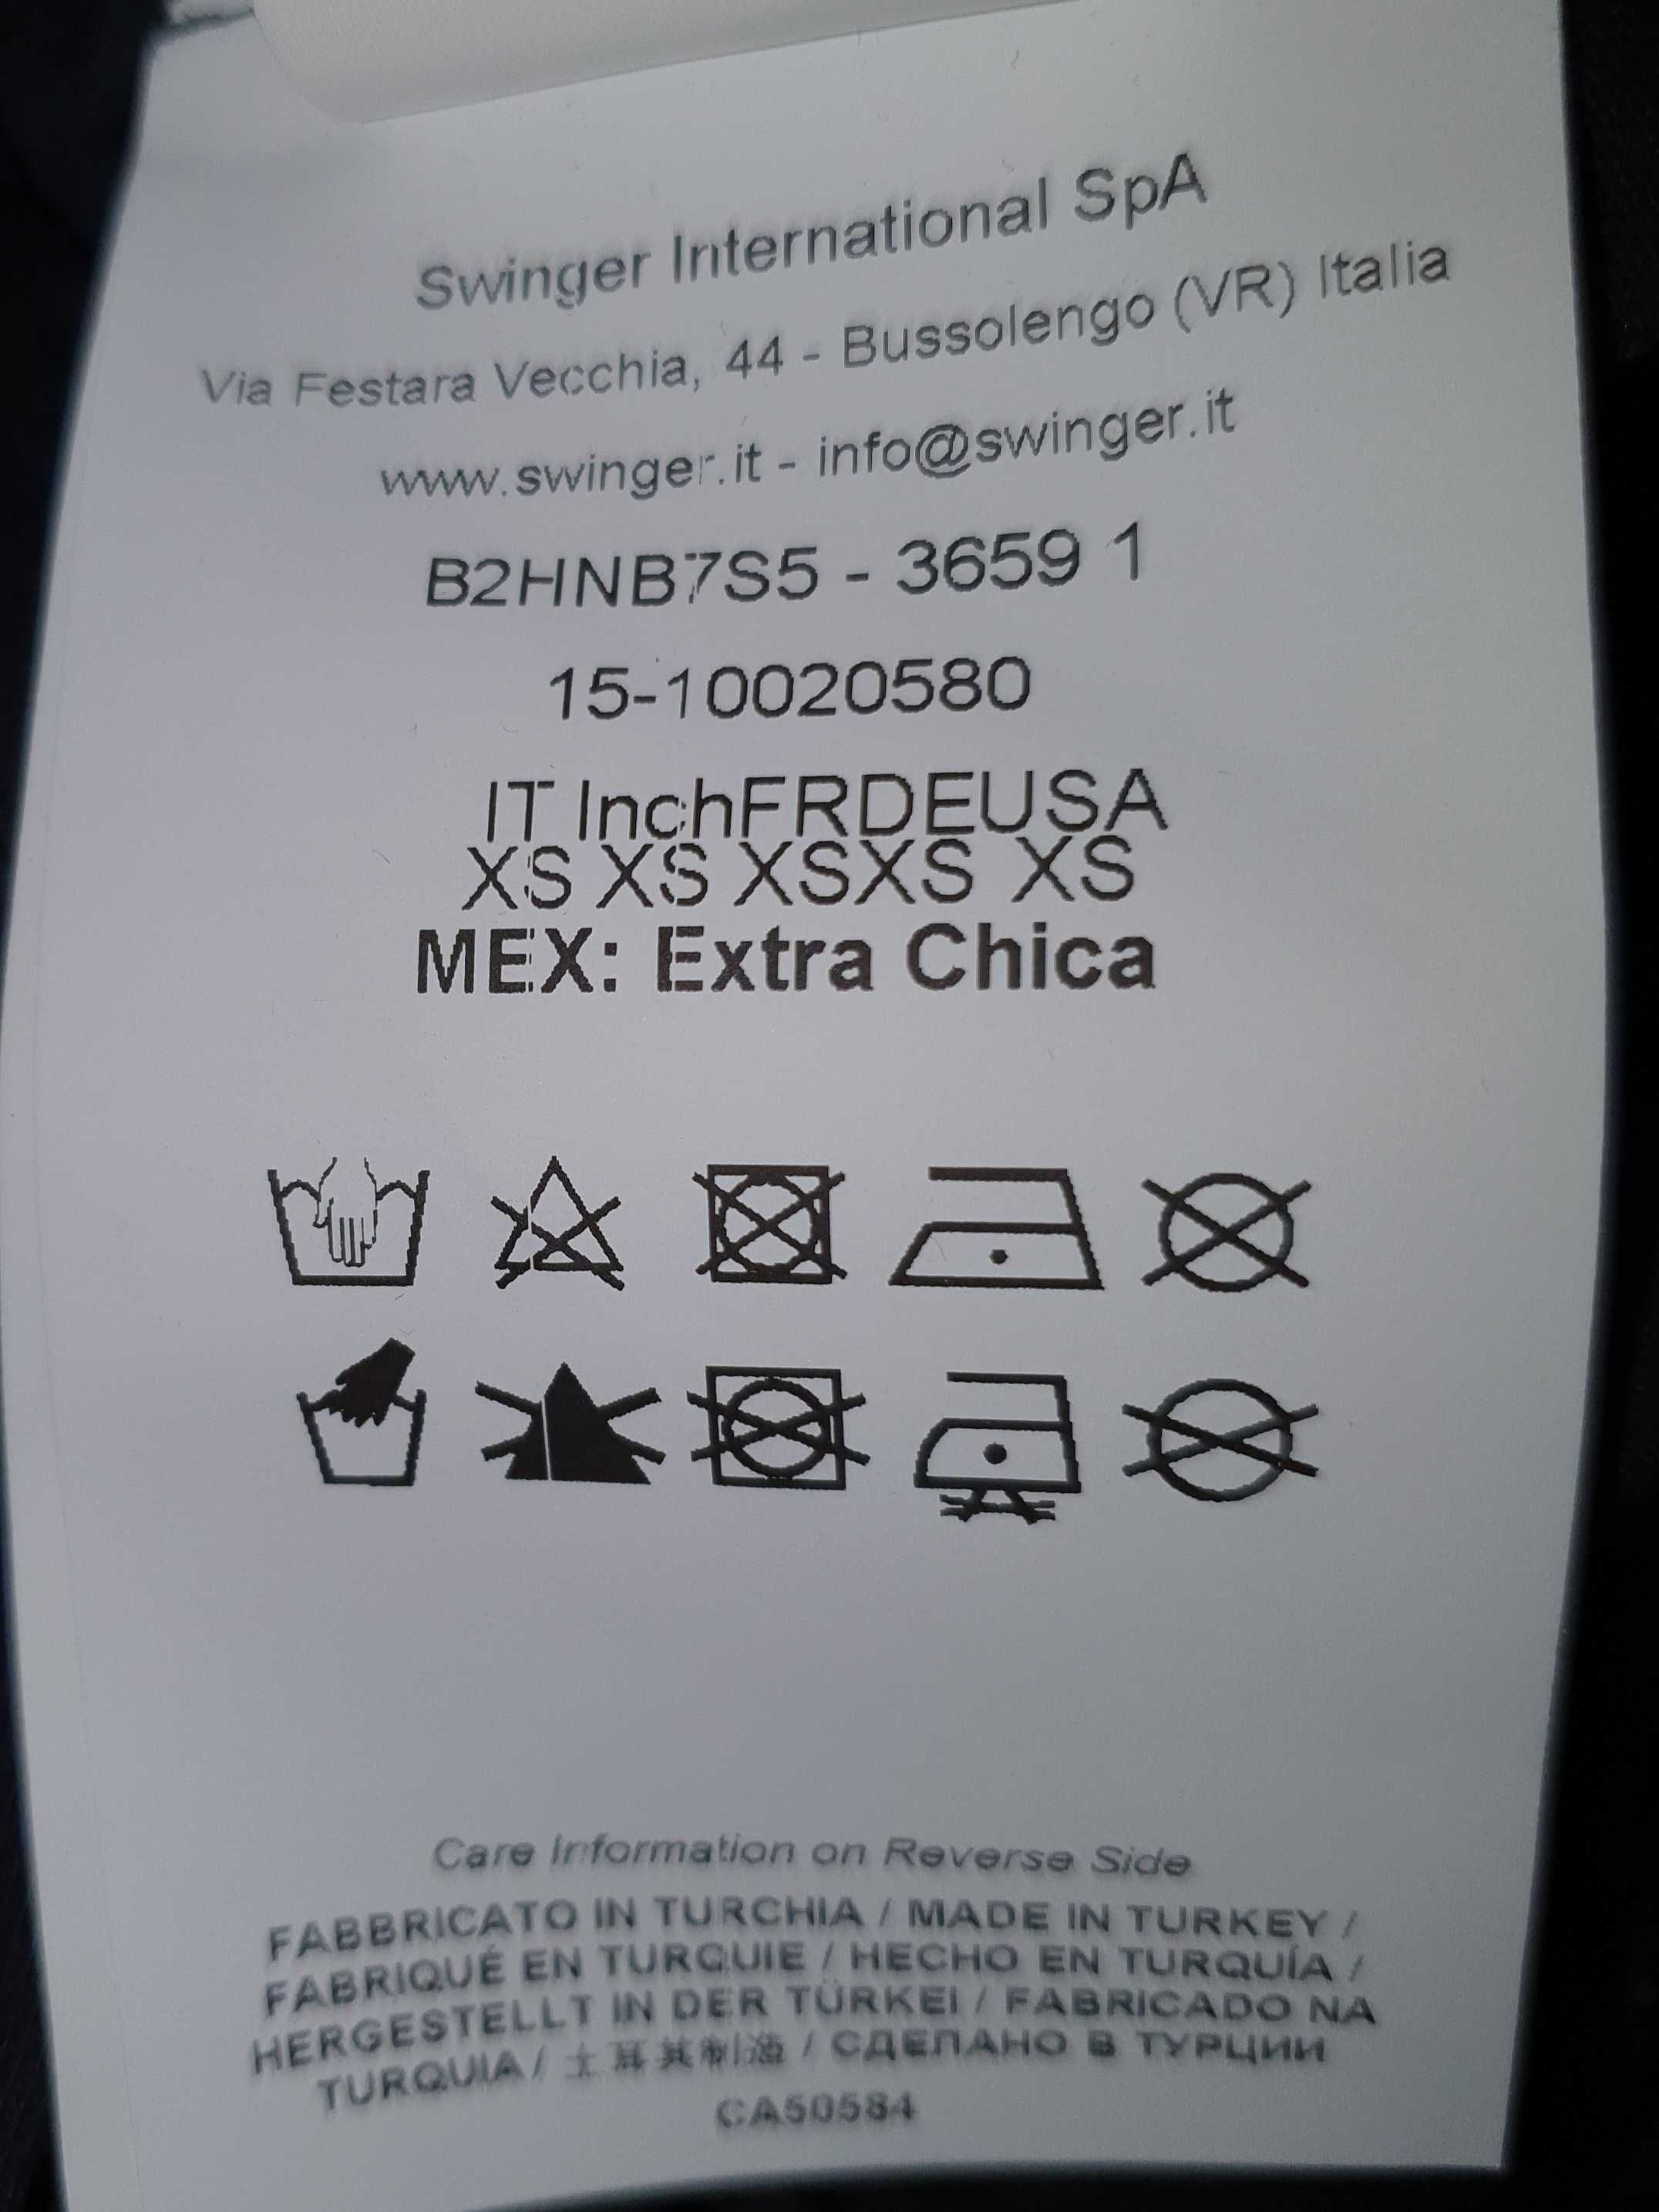 Swinger International SpA
Via Festara Vecchia, 44 - Bussolengo (VR) Italia
www.swinger.it - info@swinger.it
B2HNB7S5 - 3659 1
15-10020580
IT InchFRDEUSA
XS XS XSXS XS
MEX: Extra Chica
Care Information on Reverse Side
FABBRICATO IN TURCHIA / MADE IN TURKEY /
FABRIQUÉ EN TURQUIE / HECHO EN TURQUÍA /
HERGESTELLT IN DER TÜRKEI / FABRICADO NA
TURQUIA / 土耳其制造 / СДЕЛАНО В ТУРЦИИ
CA50584